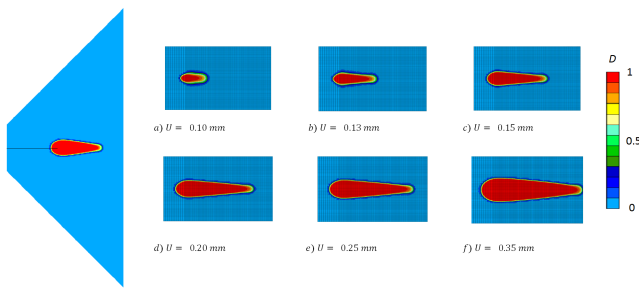 a) U = 0.10 mm
b) U = 0.13 mm
c) U = 0.15 mm
D
1
0.5
0
d) U = 0.20 mm
e) U = 0.25 mm
f) U = 0.35 mm